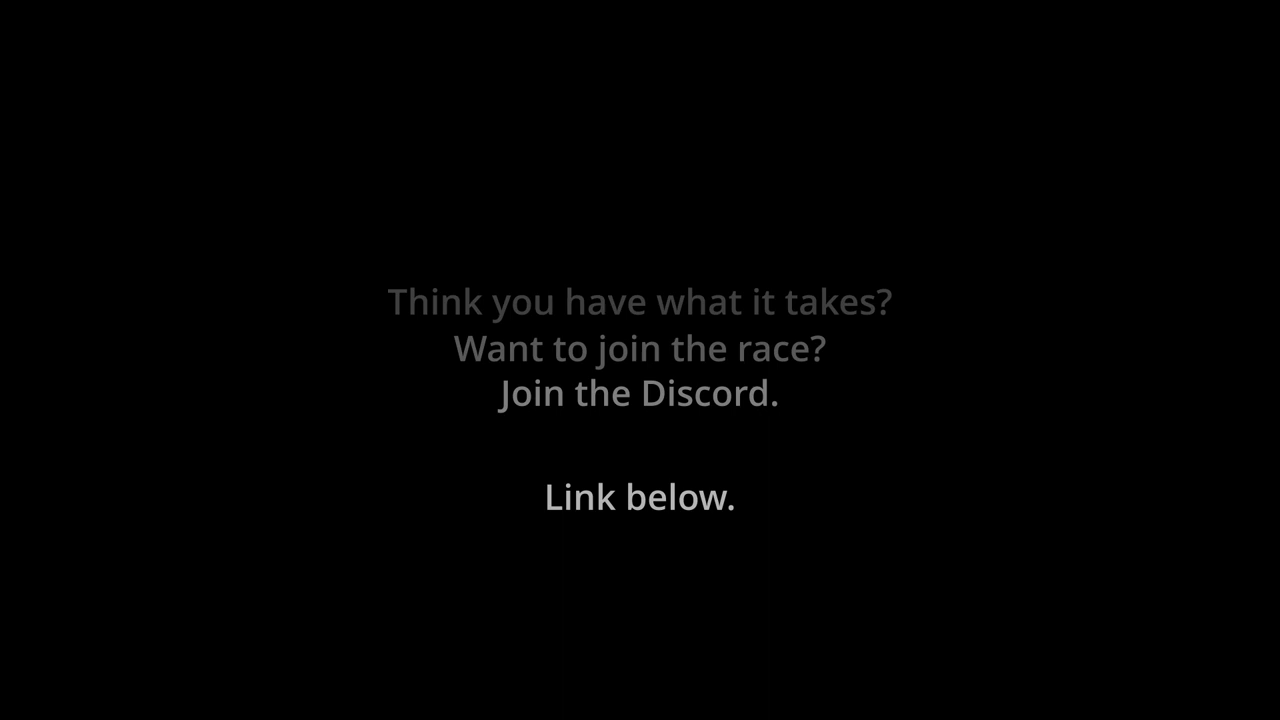 Think you have what it takes?
Want to join the race?
Join the Discord.
Link below.